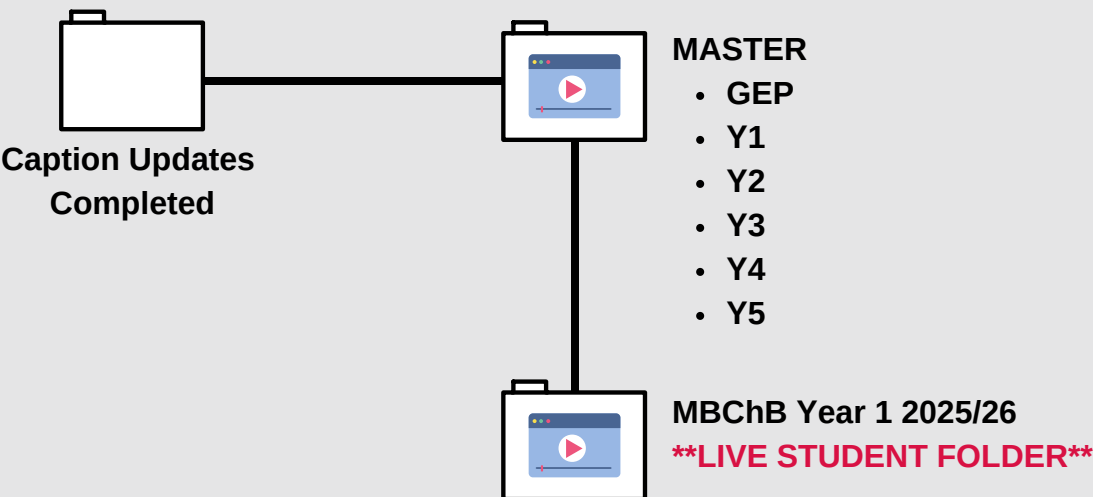 Caption Updates
Completed
MASTER
• GEP
• Y1
• Y2
• Y3
• Y4
• Y5
MBChB Year 1 2025/26
**LIVE STUDENT FOLDER**